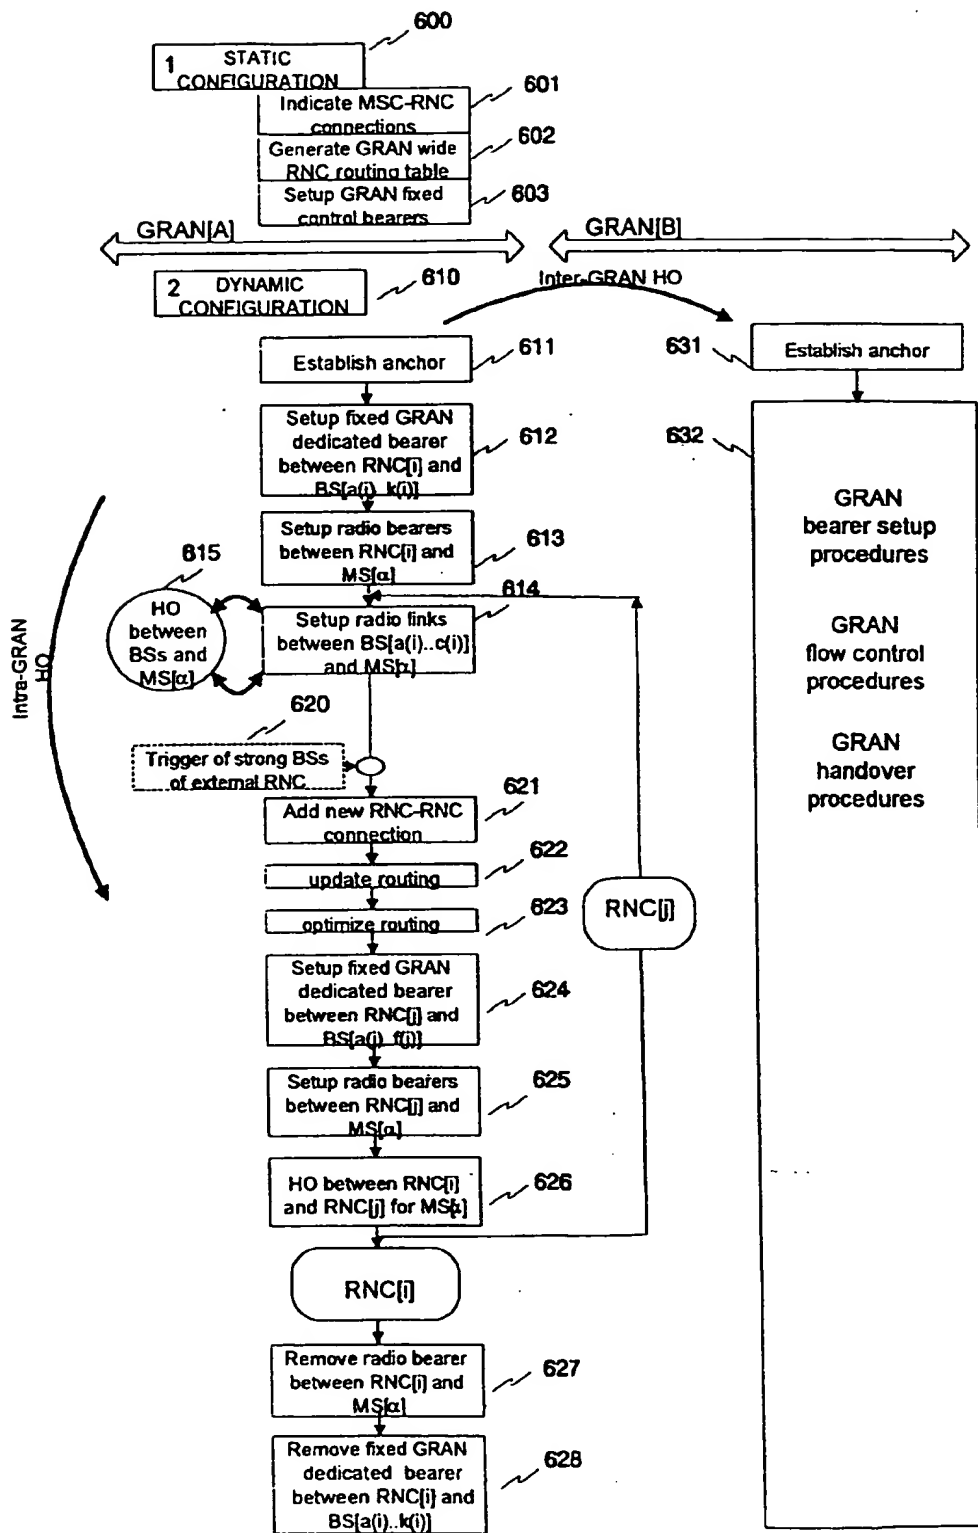 600
1 STATIC
CONFIGURATION
601
Indicate MSC-RNC
connections
602
Generate GRAN wide
RNC routing table
603
Setup GRAN fixed
control bearers
GRAN[A]
GRAN[B]
2 DYNAMIC
CONFIGURATION
610
Inter-GRAN HO
611
Establish anchor
631
Establish anchor
Setup fixed GRAN
dedicated bearer
between RNC[i] and
BS[a(i)..k(i)]
612
632
GRAN
bearer setup
procedures
GRAN
flow control
procedures
GRAN
handover
procedures
Setup radio bearers
between RNC[i] and
MS[α]
613
615
HO
between
BSs and
MS[α]
614
Setup radio links
between BS[a(i)..c(i)]
and MS[α]
Intra-GRAN
HO
620
Trigger of strong BSs
of external RNC
621
Add new RNC-RNC
connection
622
update routing
623
optimize routing
RNC[j]
Setup fixed GRAN
dedicated bearer
between RNC[j] and
BS[a(j)..f(j)]
624
Setup radio bearers
between RNC[j] and
MS[α]
625
HO between RNC[i]
and RNC[j] for MS[α]
626
RNC[i]
Remove radio bearer
between RNC[i] and
MS[α]
627
Remove fixed GRAN
dedicated bearer
between RNC[i] and
BS[a(i)..k(i)]
628